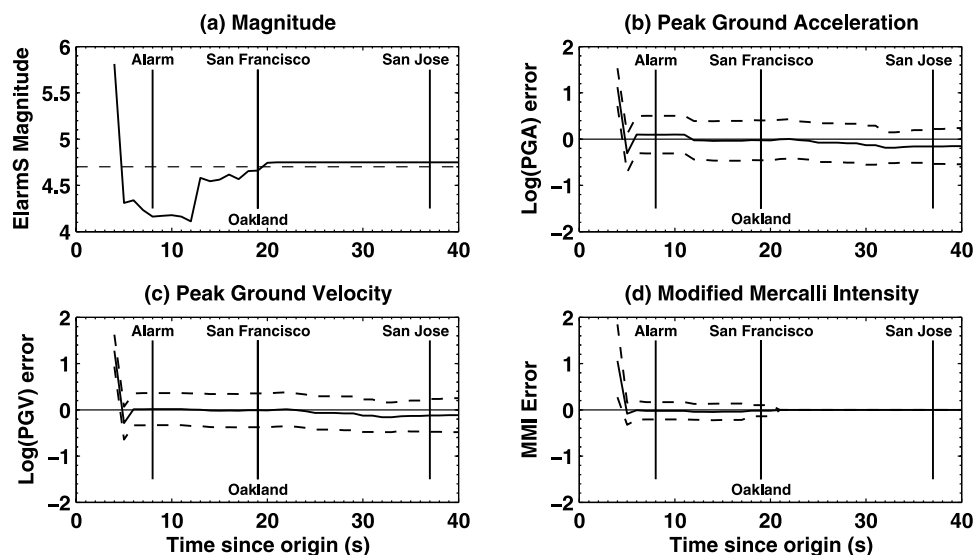 (a) Magnitude
ElarmS Magnitude
6
5.5
5
4.5
4
Alarm
San Francisco
San Jose
Oakland
0
10
20
30
40
(b) Peak Ground Acceleration
Log(PGA) error
2
1
0
−1
−2
Alarm
San Francisco
San Jose
Oakland
0
10
20
30
40
(c) Peak Ground Velocity
Log(PGV) error
2
1
0
−1
−2
Alarm
San Francisco
San Jose
Oakland
0
10
20
30
40
Time since origin (s)
(d) Modified Mercalli Intensity
MMI Error
2
1
0
−1
−2
Alarm
San Francisco
San Jose
Oakland
0
10
20
30
40
Time since origin (s)